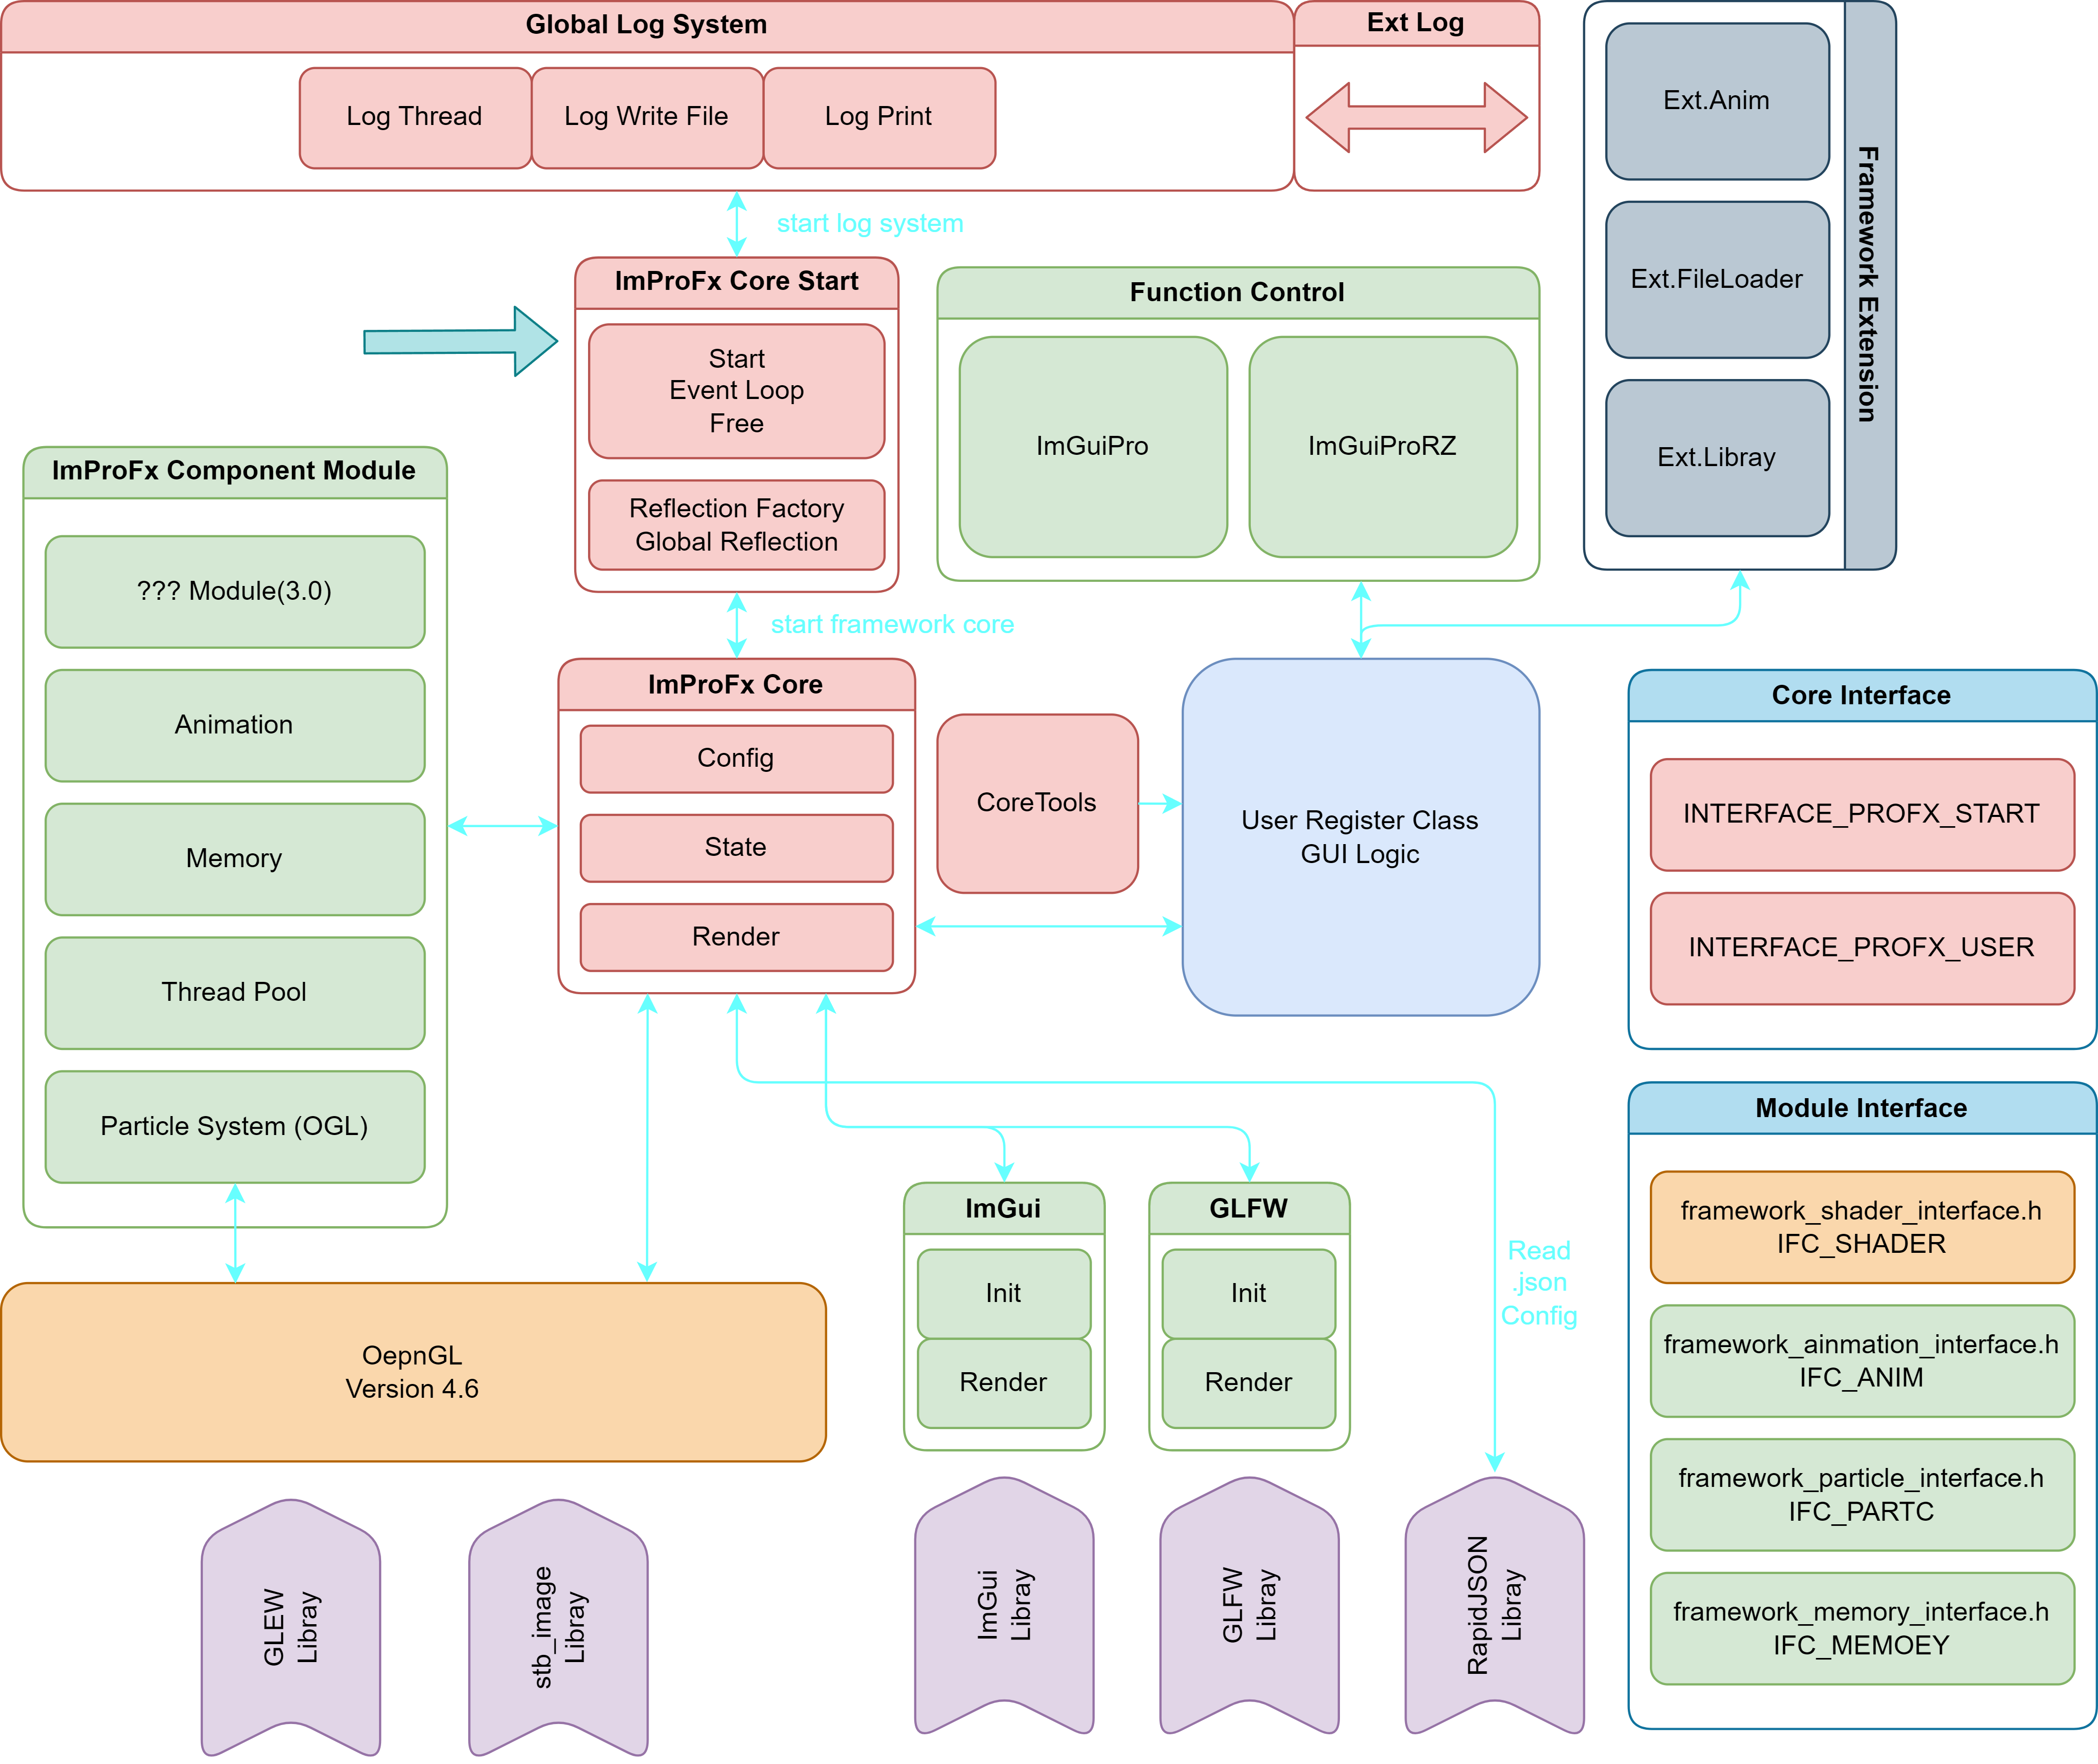 Global Log System
Log Thread
Log Write File
Log Print
Ext Log
Ext.Anim
Ext.FileLoader
Ext.Libray
Framework Extension
start log system
ImProFx Core Start
Start
Event Loop
Free
Reflection Factory
Global Reflection
Function Control
ImGuiPro
ImGuiProRZ
ImProFx Component Module
??? Module(3.0)
Animation
Memory
Thread Pool
Particle System (OGL)
start framework core
ImProFx Core
Config
State
Render
CoreTools
User Register Class
GUI Logic
Core Interface
INTERFACE_PROFX_START
INTERFACE_PROFX_USER
Module Interface
framework_shader_interface.h
IFC_SHADER
framework_ainmation_interface.h
IFC_ANIM
framework_particle_interface.h
IFC_PARTC
framework_memory_interface.h
IFC_MEMOEY
ImGui
Init
Render
GLFW
Init
Render
Read
.json
Config
OepnGL
Version 4.6
GLEW
Libray
stb_image
Libray
ImGui
Libray
GLFW
Libray
RapidJSON
Libray